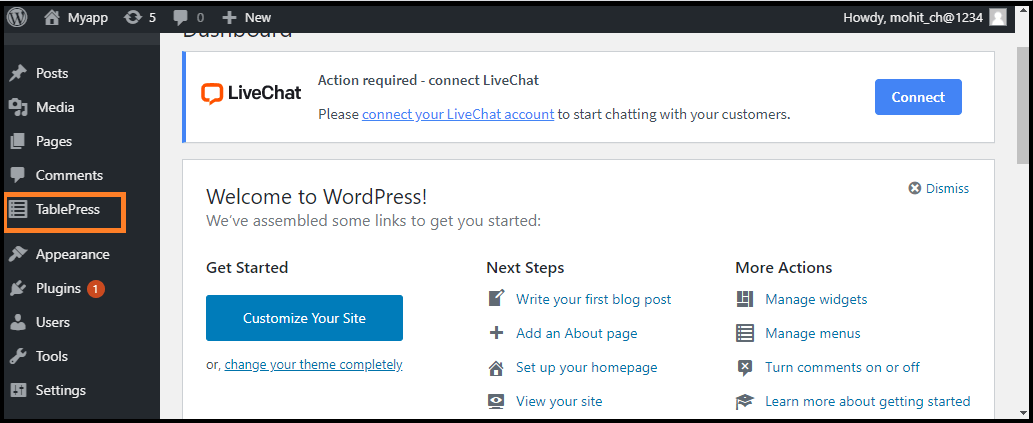 Myapp
5
0
New
Howdy, mohit_ch@1234
Posts
Media
Pages
Comments
TablePress
Appearance
Plugins 1
Users
Tools
Settings
Dashboard
LiveChat
Action required - connect LiveChat
Please connect your LiveChat account to start chatting with your customers.
Connect
Welcome to WordPress!
Dismiss
We've assembled some links to get you started:
Get Started
Customize Your Site
or, change your theme completely
Next Steps
Write your first blog post
Add an About page
Set up your homepage
View your site
More Actions
Manage widgets
Manage menus
Turn comments on or off
Learn more about getting started